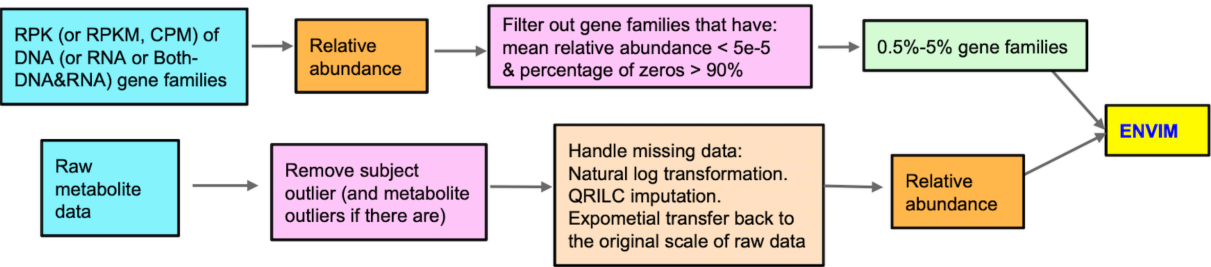 RPK (or RPKM, CPM) of
DNA (or RNA or Both-
DNA&RNA) gene families
Relative
abundance
Filter out gene families that have:
mean relative abundance < 5e-5
& percentage of zeros > 90%
0.5%-5% gene families
ENVIM
Raw
metabolite
data
Remove subject
outlier (and metabolite
outliers if there are)
Handle missing data:
Natural log transformation.
QRILC imputation.
Expometial transfer back to
the original scale of raw data
Relative
abundance